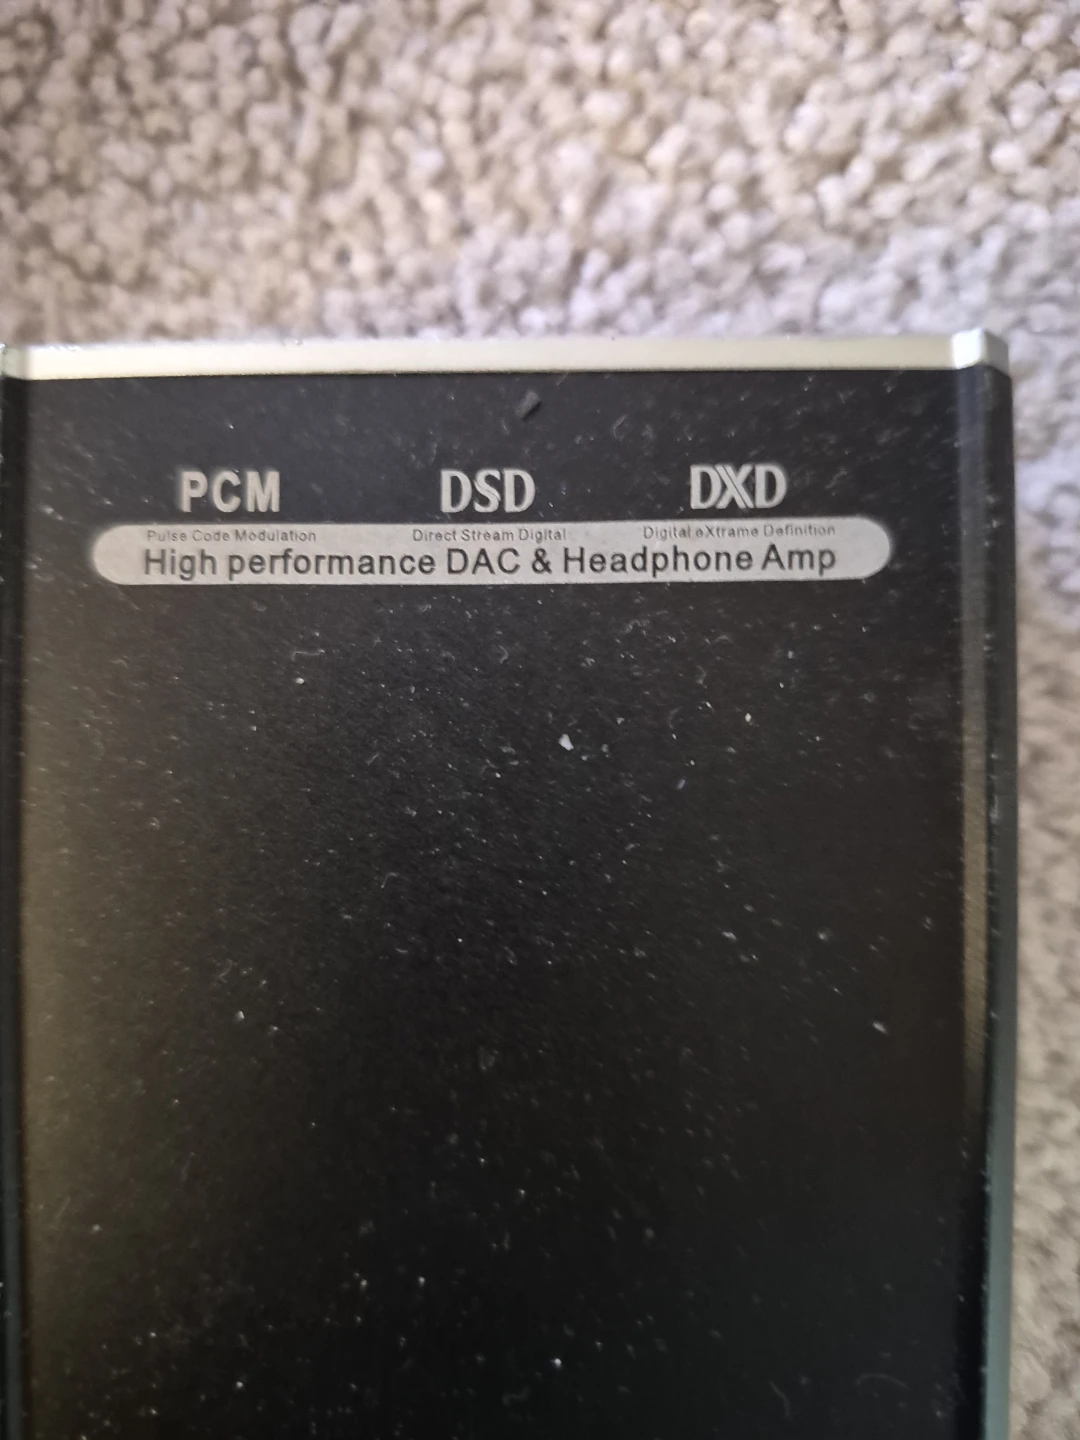 PCM DSD DXD
Pulse Code Modulation Direct Stream Digital Digital eXtrame Definition
High performance DAC & Headphone Amp